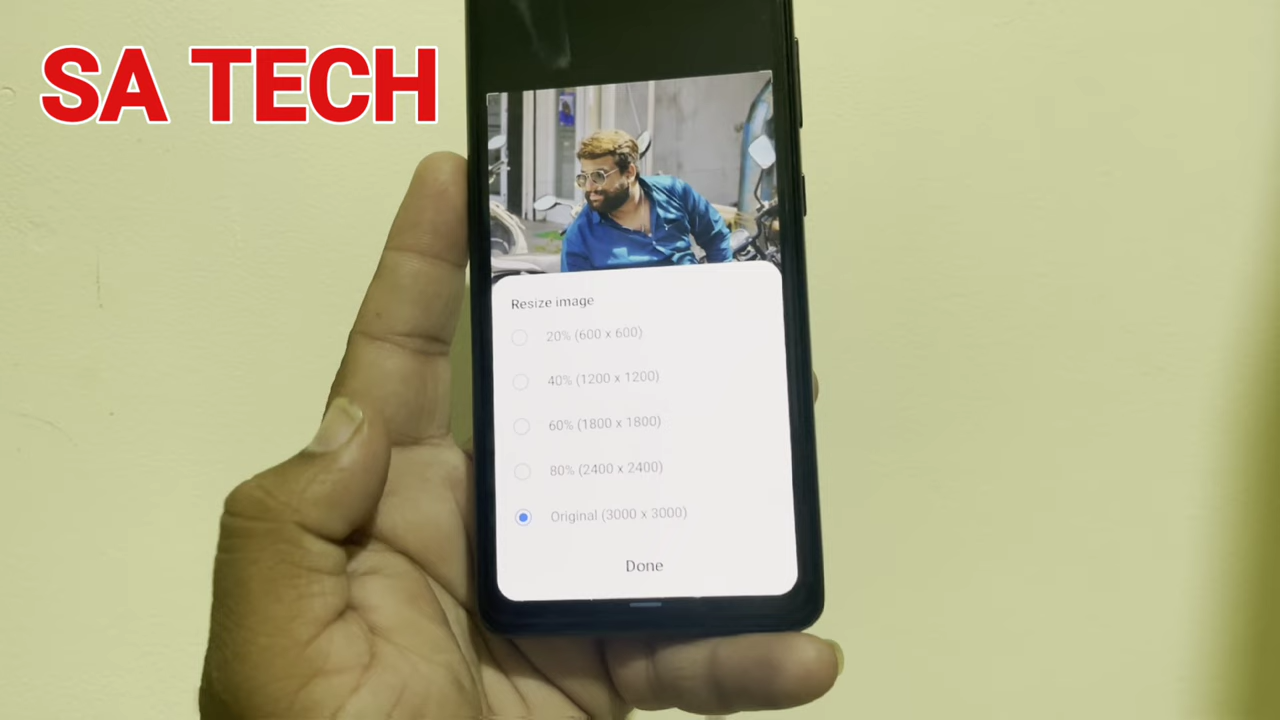 SA TECH
Resize image
20% (600 x 600)
40% (1200 x 1200)
60% (1800 x 1800)
80% (2400 x 2400)
Original (3000 x 3000)
Done